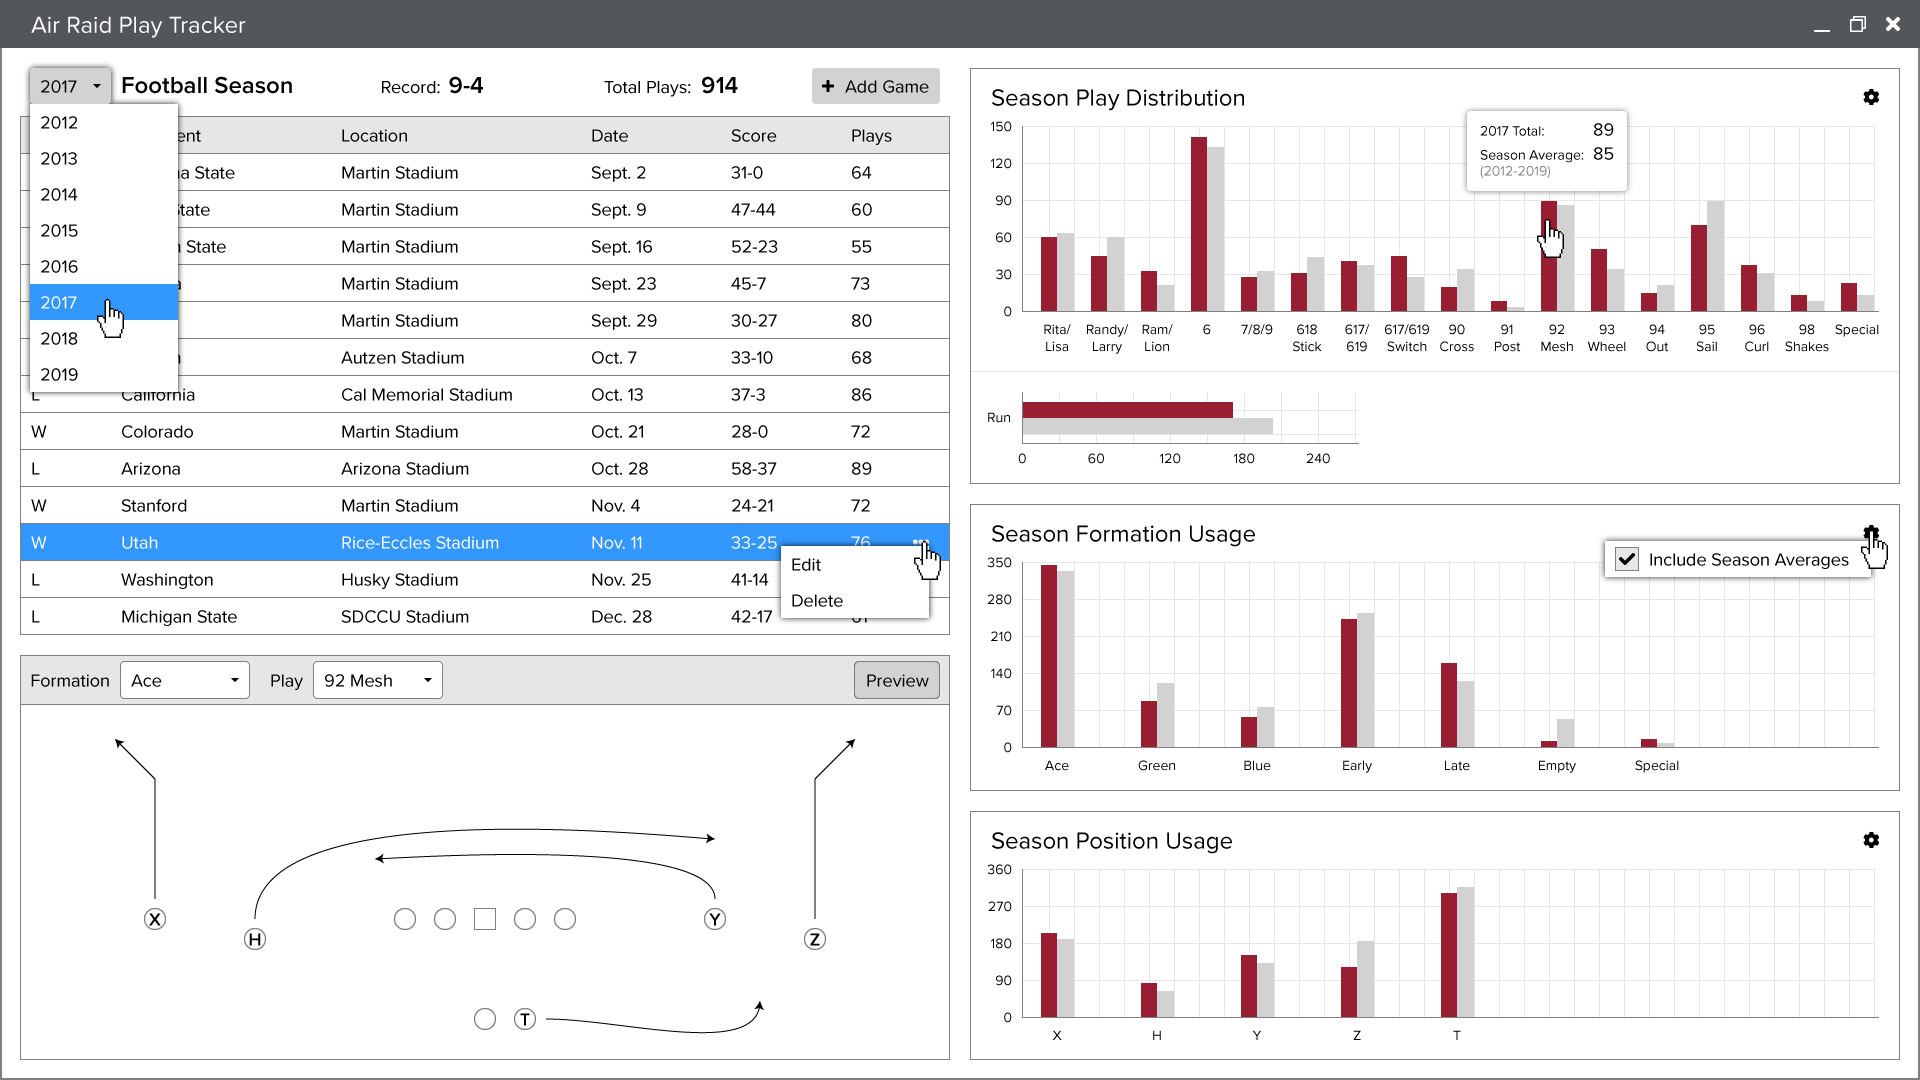 Air Raid Play Tracker
2017 Football Season Record: 9-4 Total Plays: 914 + Add Game
2012
2013
2014
2015
2016
2017
2018
2019
ent Location Date Score Plays
a State Martin Stadium Sept. 2 31-0 64
State Martin Stadium Sept. 9 47-44 60
State Martin Stadium Sept. 16 52-23 55
Martin Stadium Sept. 23 45-7 73
Martin Stadium Sept. 29 30-27 80
Autzen Stadium Oct. 7 33-10 68
L California Cal Memorial Stadium Oct. 13 37-3 86
W Colorado Martin Stadium Oct. 21 28-0 72
L Arizona Arizona Stadium Oct. 28 58-37 89
W Stanford Martin Stadium Nov. 4 24-21 72
W Utah Rice-Eccles Stadium Nov. 11 33-25 76
L Washington Husky Stadium Nov. 25 41-14
L Michigan State SDCCU Stadium Dec. 28 42-17
Edit
Delete
Formation Ace Play 92 Mesh Preview
X
H
Y
Z
T
Season Play Distribution
2017 Total: 89
Season Average: 85
(2012-2019)
150
120
90
60
30
0
Rita/ Randy/ Ram/ 6 7/8/9 618 617/ 617/619 90 91 92 93 94 95 96 98 Special
Lisa Larry Lion Stick 619 Switch Cross Post Mesh Wheel Out Sail Curl Shakes
Run
0 60 120 180 240
Season Formation Usage
Include Season Averages
350
280
210
140
70
0
Ace Green Blue Early Late Empty Special
Season Position Usage
360
270
180
90
0
X H Y Z T